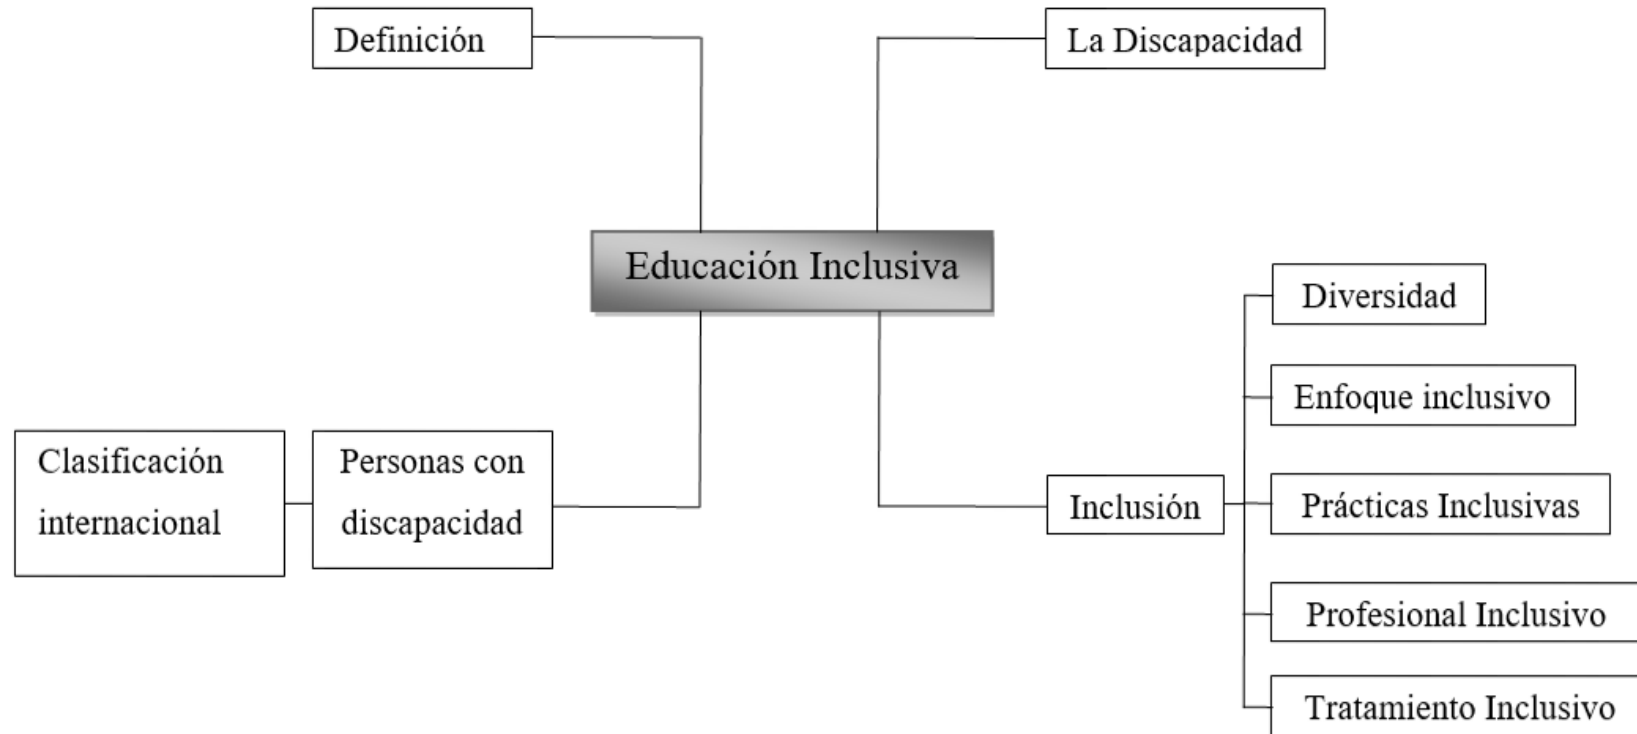 Definición
La Discapacidad
Educación Inclusiva
Diversidad
Enfoque inclusivo
Clasificación
internacional
Personas con
discapacidad
Inclusión
Prácticas Inclusivas
Profesional Inclusivo
Tratamiento Inclusivo